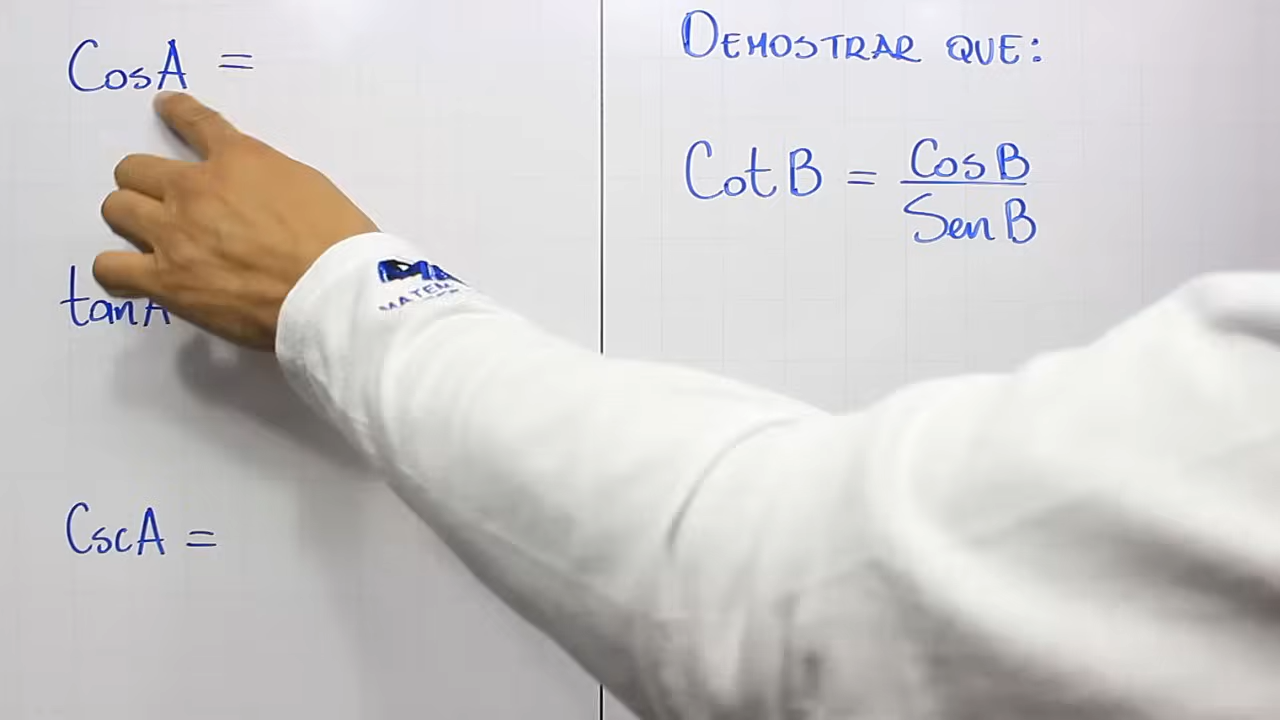 CosA =
tanA
CscA =
DEMOSTRAR QUE:
Cot B = Cos B
Sen B